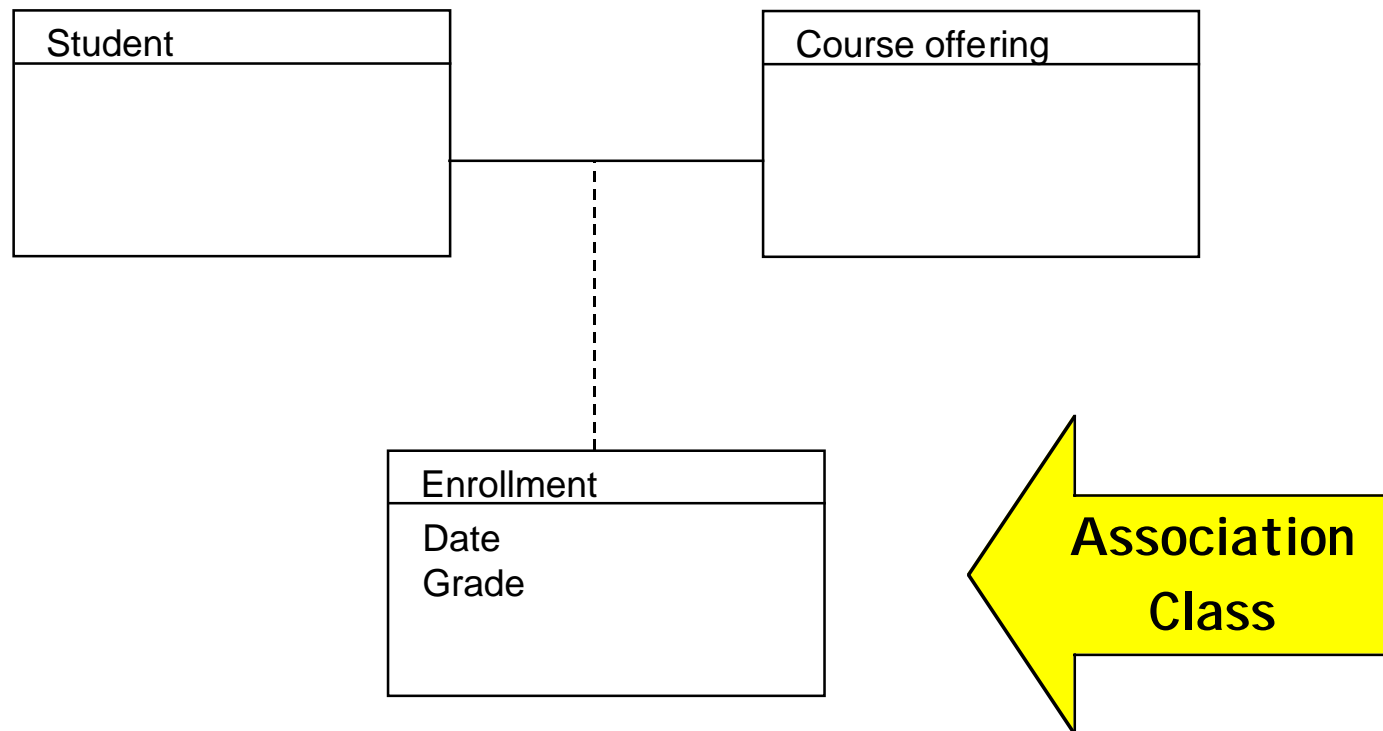 Student
Course offering
Enrollment
Date
Grade
Association
Class